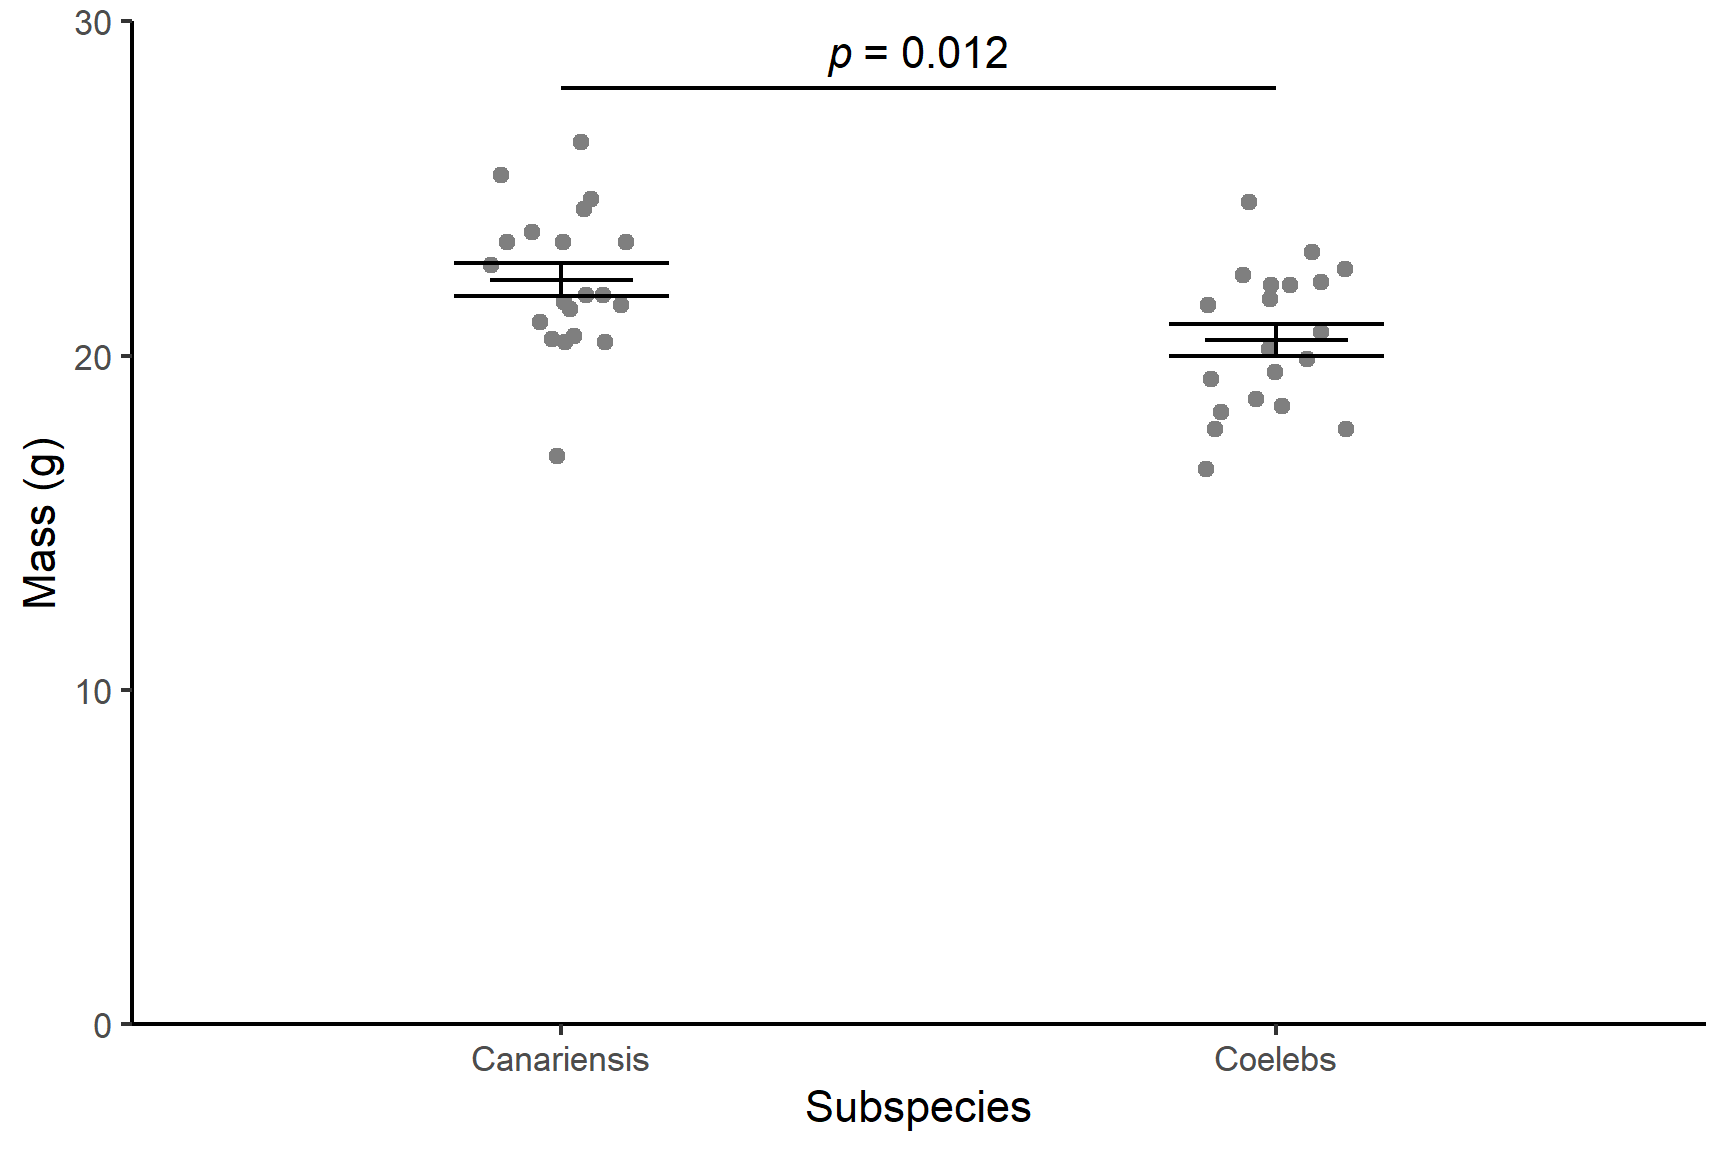 30
p = 0.012
20
10
0
Mass (g)
Canariensis
Coelebs
Subspecies